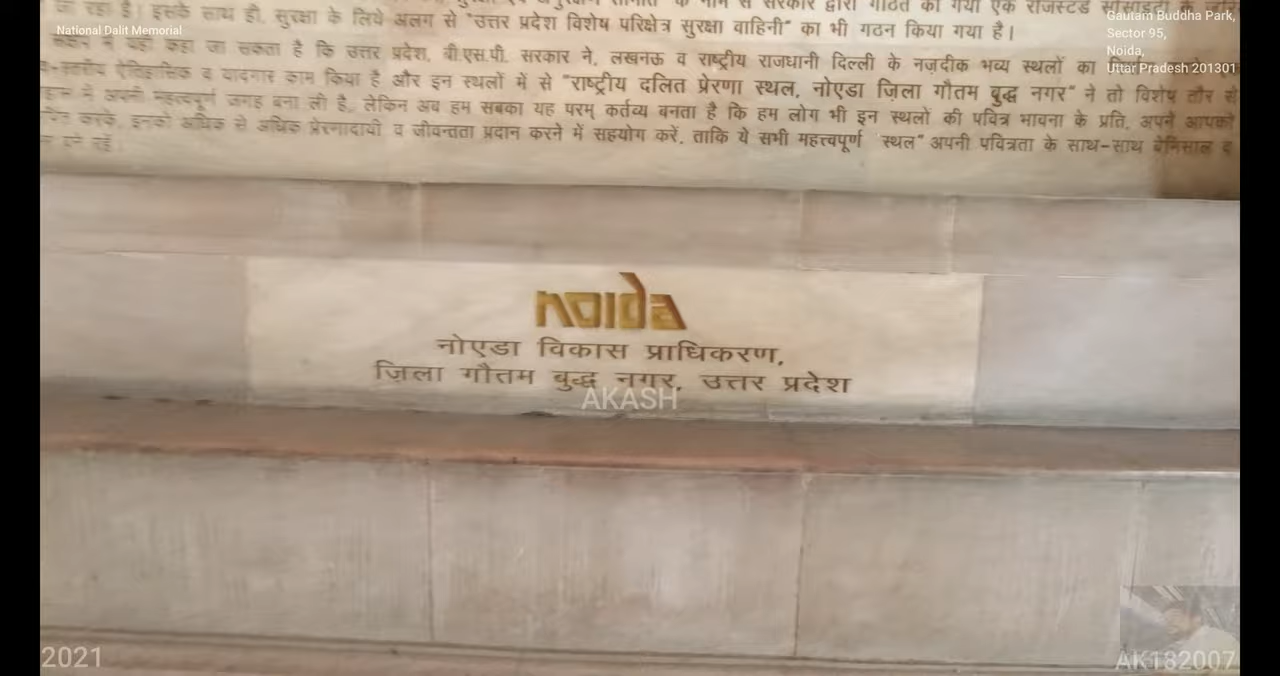 जा रहा है। इसके साथ ही, सुरक्षा के लिये अलग से "उत्तर प्रदेश विशेष परिक्षेत्र सुरक्षा वाहिनी" का भी गठन किया गया है।
कहा जा सकता है कि उत्तर प्रदेश, बी.एस.पी. सरकार ने, लखनऊ व राष्ट्रीय राजधानी दिल्ली के नज़दीक भव्य स्थलों का
ऐतिहासिक व यादगार काम किया है और इन स्थलों में से "राष्ट्रीय दलित प्रेरणा स्थल, नोएडा ज़िला गौतम बुद्ध नगर" ने तो विशेष तौर से
में अपनी महत्वपूर्ण जगह बना ली है, लेकिन अब हम सबका यह परम् कर्तव्य बनता है कि हम लोग भी इन स्थलों की पवित्र भावना के प्रति, अपने आपको
करके, इनको अधिक से अधिक प्रेरणादायी व जीवन्तता प्रदान करने में सहयोग करें, ताकि ये सभी महत्त्वपूर्ण "स्थल" अपनी पवित्रता के साथ-साथ बेमिसाल व
बने रहें।
noida
नोएडा विकास प्राधिकरण,
ज़िला गौतम बुद्ध नगर, उत्तर प्रदेश
AKASH
National Dalit Memorial
Gautam Buddha Park,
Sector 95,
Noida,
Uttar Pradesh 201301
2021
AK182007